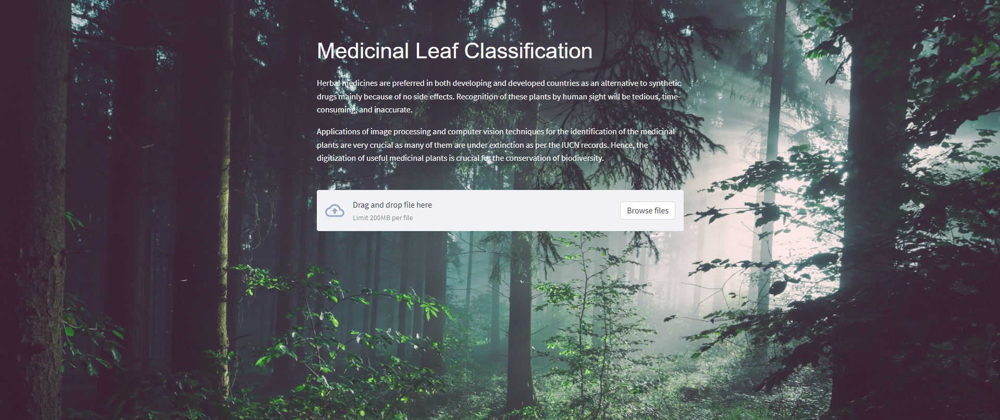 Medicinal Leaf Classification
Herbal medicines are preferred in both developing and developed countries as an alternative to synthetic
drugs mainly because of no side effects. Recognition of these plants by human sight will be tedious, time-
consuming, and inaccurate.
Applications of image processing and computer vision techniques for the identification of the medicinal
plants are very crucial as many of them are under extinction as per the IUCN records. Hence, the
digitization of useful medicinal plants is crucial for the conservation of biodiversity.
Drag and drop file here
Limit 200MB per file
Browse files